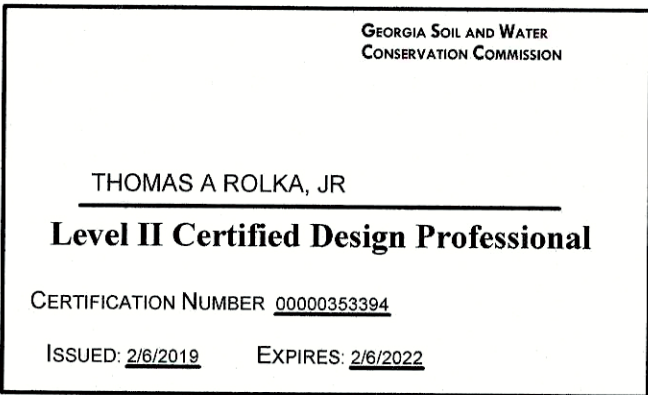 GEORGIA SOIL AND WATER
CONSERVATION COMMISSION
THOMAS A ROLKA, JR
Level II Certified Design Professional
CERTIFICATION NUMBER 00000353394
ISSUED: 2/6/2019 EXPIRES: 2/6/2022